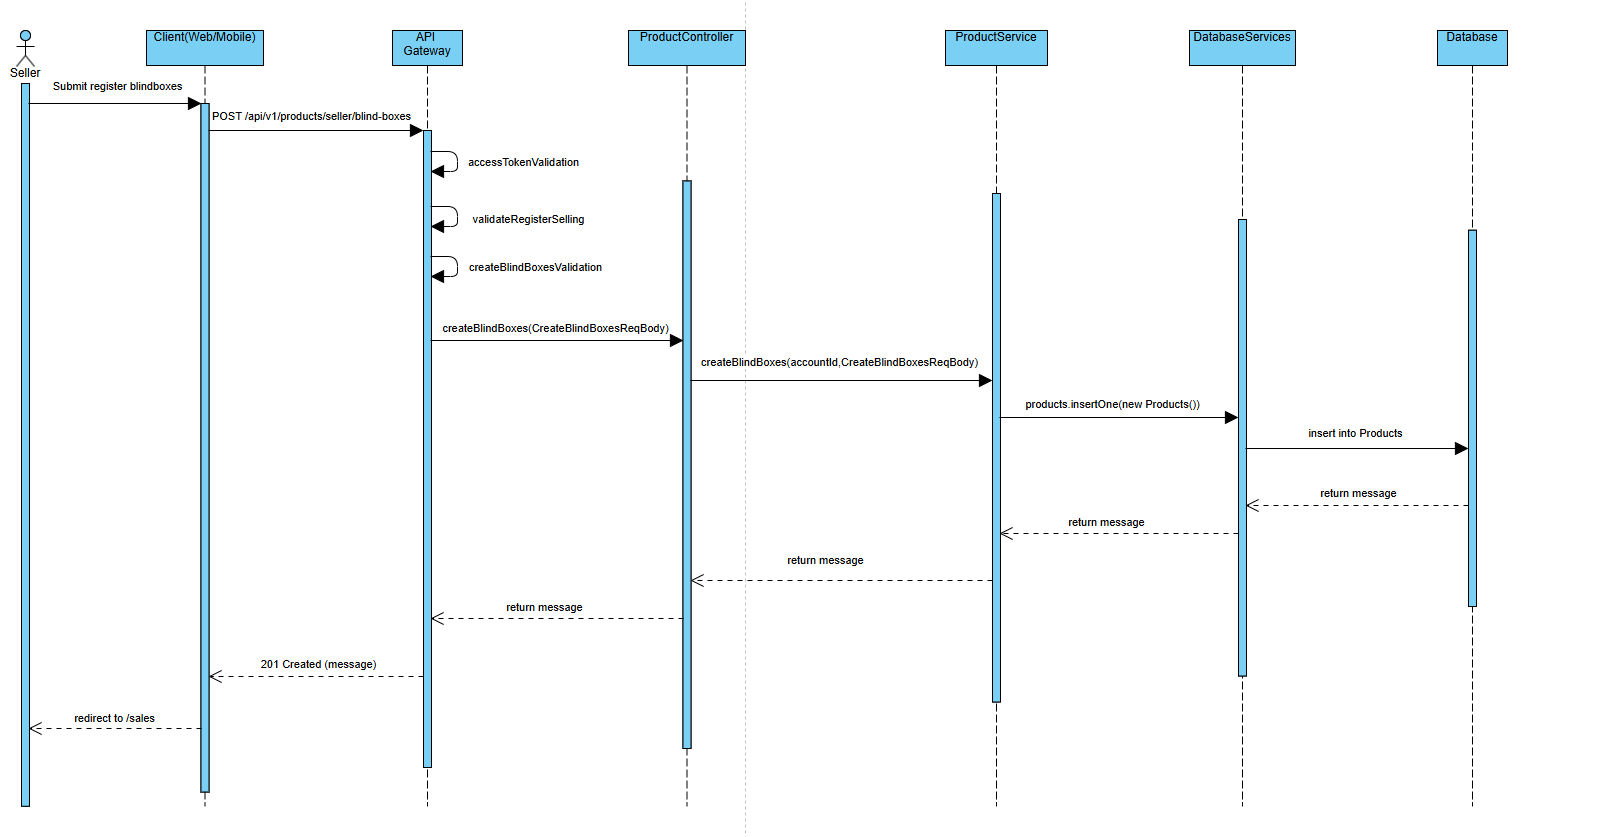 Seller
Client(Web/Mobile)
API
Gateway
ProductController
ProductService
DatabaseServices
Database
Submit register blindboxes
POST /api/v1/products/seller/blind-boxes
accessTokenValidation
validateRegisterSelling
createBlindBoxesValidation
createBlindBoxes(CreateBlindBoxesReqBody)
createBlindBoxes(accountId,CreateBlindBoxesReqBody)
products.insertOne(new Products())
insert into Products
return message
return message
return message
return message
201 Created (message)
redirect to /sales